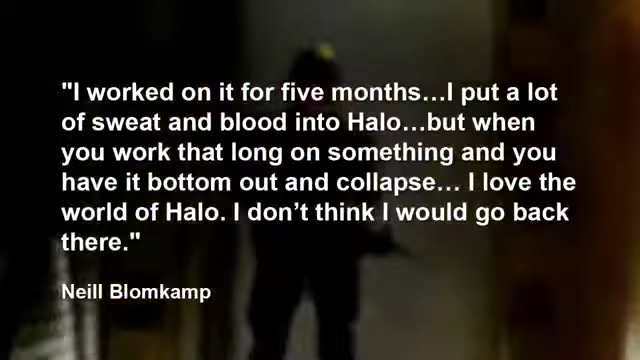 "I worked on it for five months…I put a lot
of sweat and blood into Halo…but when
you work that long on something and you
have it bottom out and collapse… I love the
world of Halo. I don’t think I would go back
there."
Neill Blomkamp